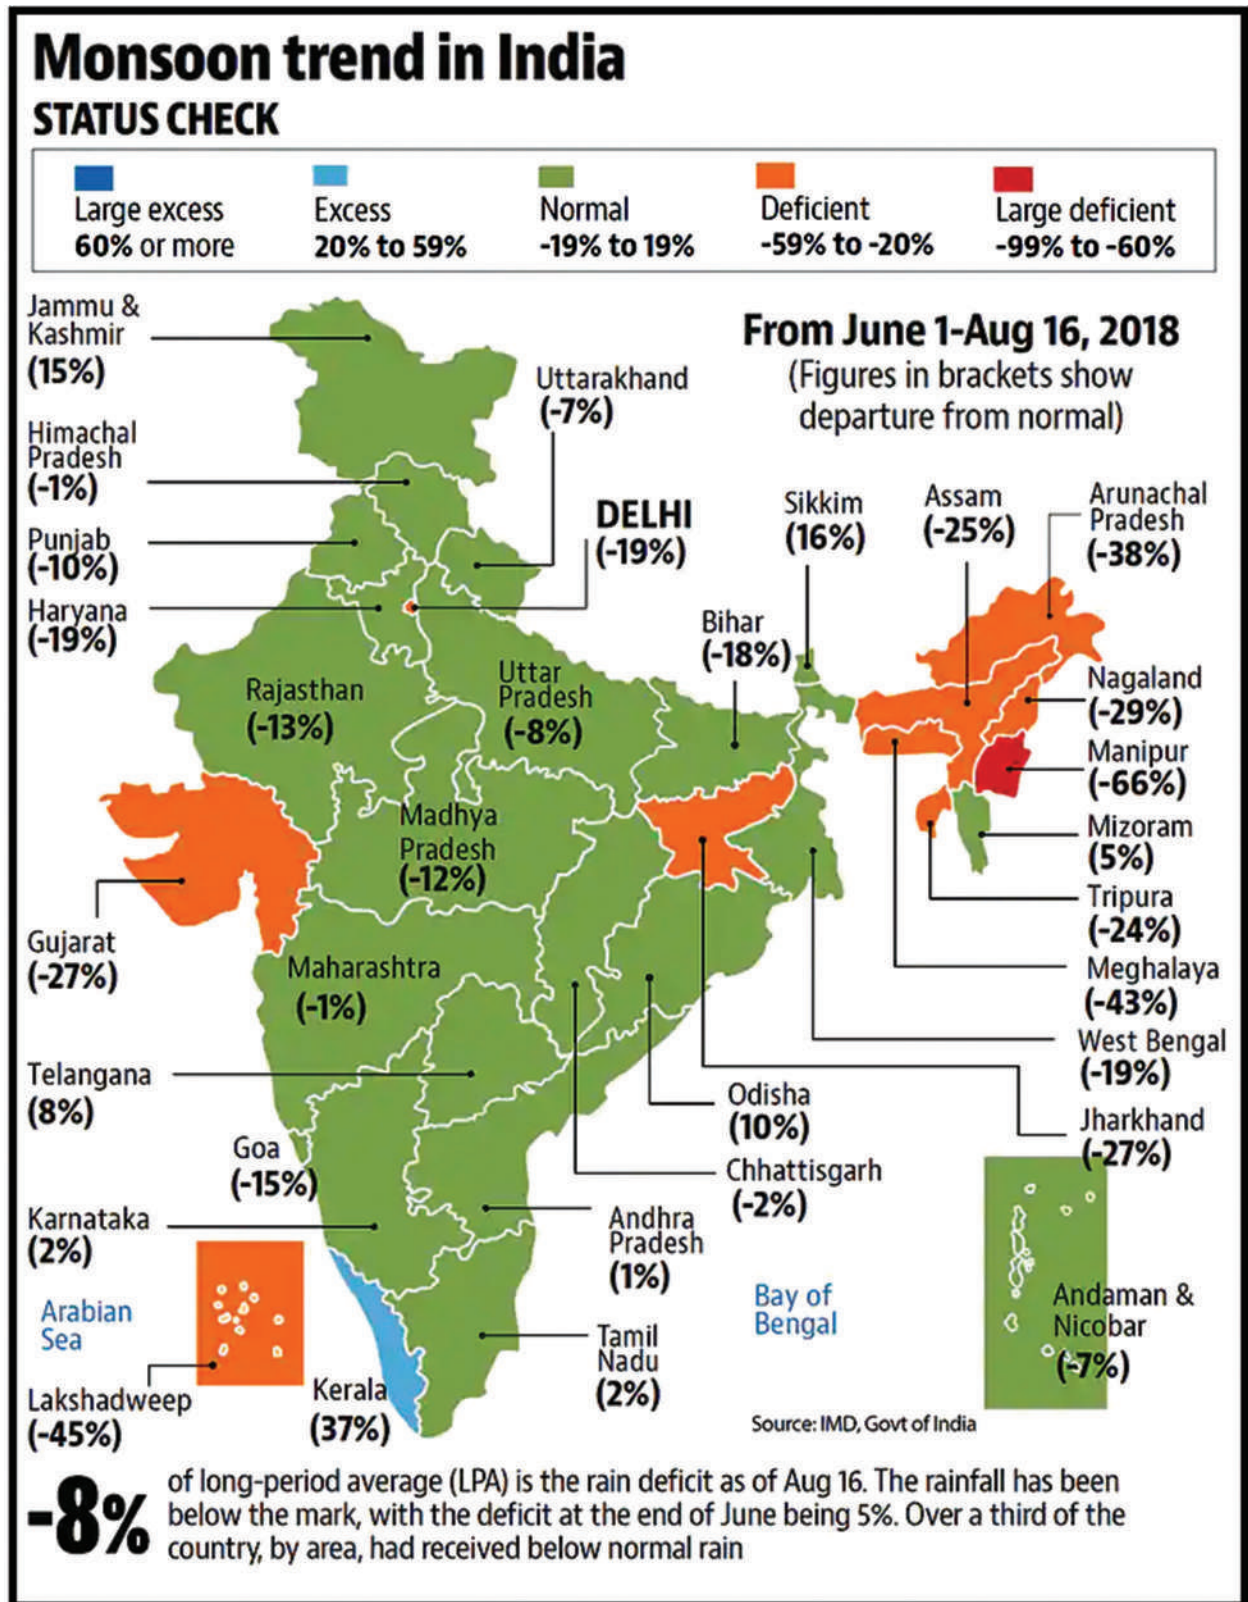 Monsoon trend in India
STATUS CHECK
Large excess
60% or more
Excess
20% to 59%
Normal
-19% to 19%
Deficient
-59% to -20%
Large deficient
-99% to -60%
From June 1-Aug 16, 2018
(Figures in brackets show
departure from normal)
Jammu &
Kashmir
(15%)
Himachal
Pradesh
(-1%)
Punjab
(-10%)
Haryana
(-19%)
Uttarakhand
(-7%)
DELHI
(-19%)
Sikkim
(16%)
Assam
(-25%)
Arunachal
Pradesh
(-38%)
Bihar
(-18%)
Rajasthan
(-13%)
Uttar
Pradesh
(-8%)
Nagaland
(-29%)
Manipur
(-66%)
Mizoram
(5%)
Tripura
(-24%)
Meghalaya
(-43%)
West Bengal
(-19%)
Jharkhand
(-27%)
Madhya
Pradesh
(-12%)
Gujarat
(-27%)
Maharashtra
(-1%)
Telangana
(8%)
Odisha
(10%)
Goa
(-15%)
Chhattisgarh
(-2%)
Karnataka
(2%)
Andhra
Pradesh
(1%)
Arabian
Sea
Bay of
Bengal
Andaman &
Nicobar
(-7%)
Tamil
Nadu
(2%)
Lakshadweep
(-45%)
Kerala
(37%)
Source: IMD, Govt of India
-8%
of long-period average (LPA) is the rain deficit as of Aug 16. The rainfall has been
below the mark, with the deficit at the end of June being 5%. Over a third of the
country, by area, had received below normal rain